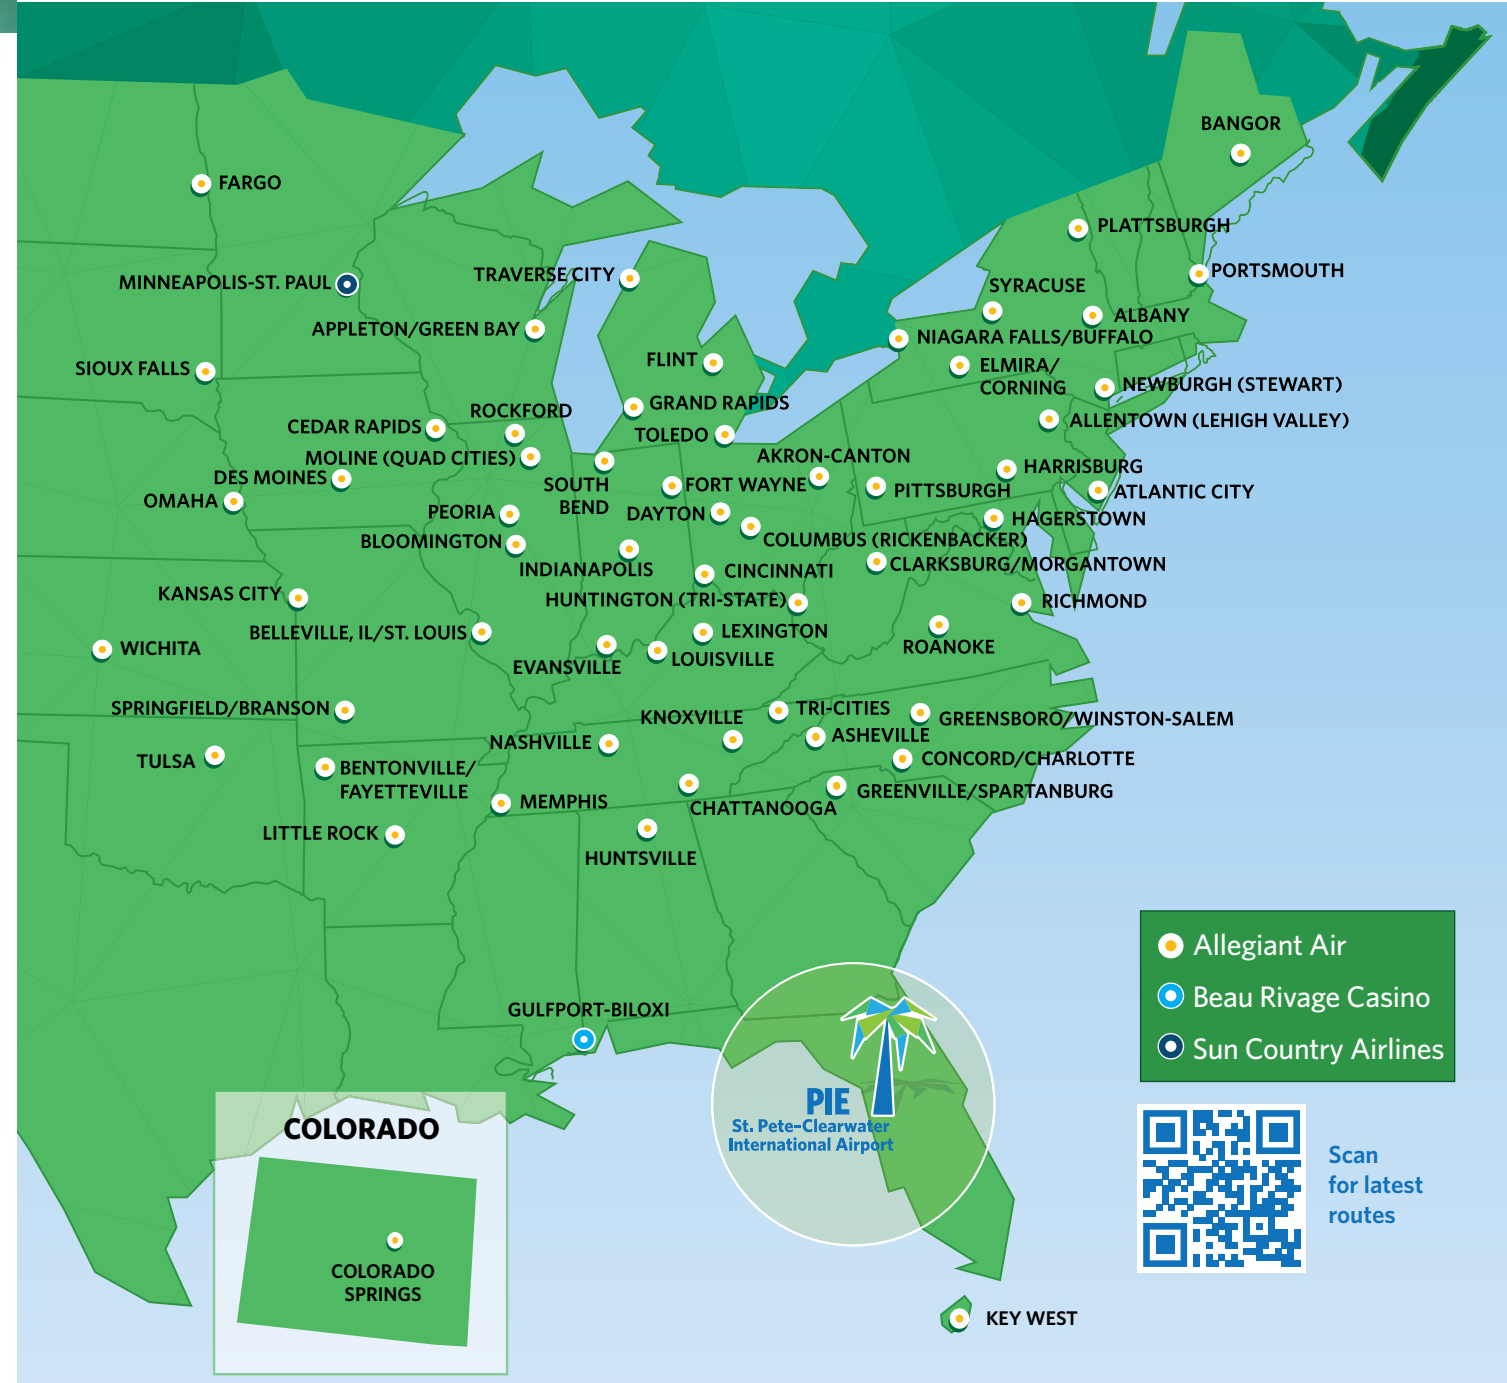 BANGOR
FARGO
PLATTSBURGH
PORTSMOUTH
TRAVERSE CITY
MINNEAPOLIS-ST. PAUL
SYRACUSE
ALBANY
APPLETON/GREEN BAY
NIAGARA FALLS/BUFFALO
FLINT
ELMIRA/
CORNING
SIOUX FALLS
NEWBURGH (STEWART)
GRAND RAPIDS
ROCKFORD
ALLENTOWN (LEHIGH VALLEY)
CEDAR RAPIDS
TOLEDO
MOLINE (QUAD CITIES)
AKRON-CANTON
HARRISBURG
DES MOINES
SOUTH
BEND
FORT WAYNE
PITTSBURGH
ATLANTIC CITY
OMAHA
PEORIA
DAYTON
HAGERSTOWN
BLOOMINGTON
COLUMBUS (RICKENBACKER)
INDIANAPOLIS
CINCINNATI
CLARKSBURG/MORGANTOWN
KANSAS CITY
HUNTINGTON (TRI-STATE)
RICHMOND
BELLEVILLE, IL/ST. LOUIS
LEXINGTON
WICHITA
EVANSVILLE
LOUISVILLE
ROANOKE
SPRINGFIELD/BRANSON
KNOXVILLE
TRI-CITIES
GREENSBORO/WINSTON-SALEM
NASHVILLE
ASHEVILLE
TULSA
BENTONVILLE/
FAYETTEVILLE
CONCORD/CHARLOTTE
MEMPHIS
CHATTANOOGA
GREENVILLE/SPARTANBURG
LITTLE ROCK
HUNTSVILLE
Allegiant Air
Beau Rivage Casino
Sun Country Airlines
GULFPORT-BILOXI
PIE
St. Pete-Clearwater
International Airport
COLORADO
Scan
for latest
routes
COLORADO
SPRINGS
KEY WEST